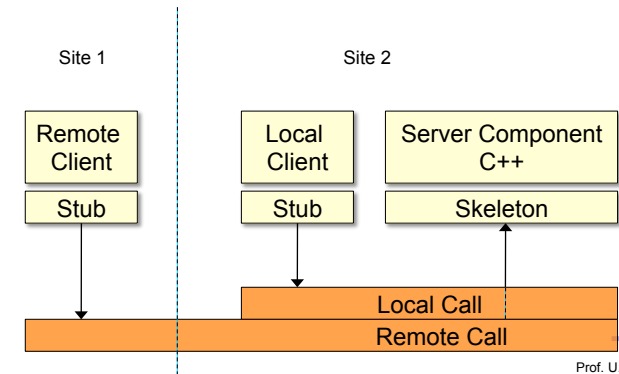 Site 1
Site 2
Remote
Client
Stub
Local
Client
Stub
Server Component
C++
Skeleton
Local Call
Remote Call
Prof. U